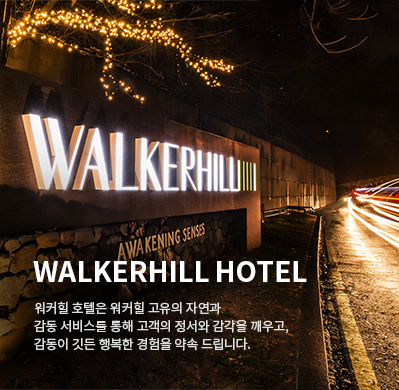 WALKERHILL
AWAKENING SENSES
WALKERHILL HOTEL
워커힐 호텔은 워커힐 고유의 자연과
감동 서비스를 통해 고객의 정서와 감각을 깨우고,
감동이 깃든 행복한 경험을 약속 드립니다.